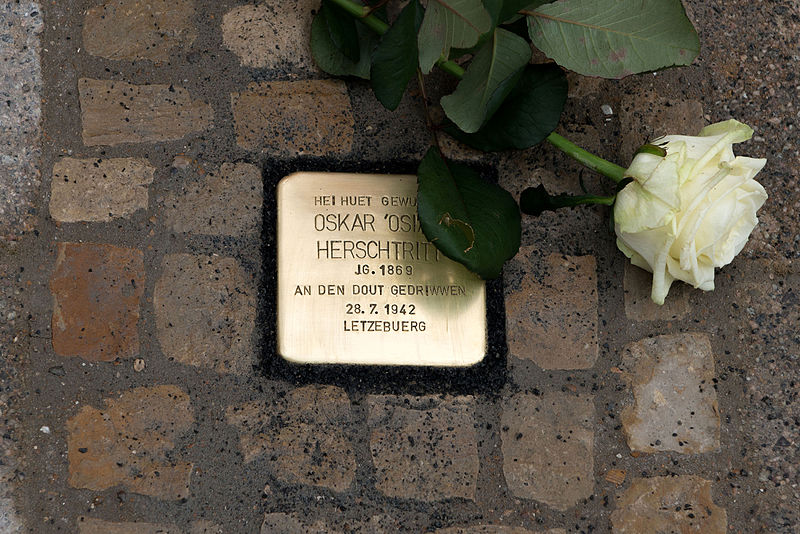 HEI HUET
OSKAR
HERSCHTRITT
JG. 1869
AN DEN DOUT GEDRIWWEN
28. 7. 1942
LETZEBUERG